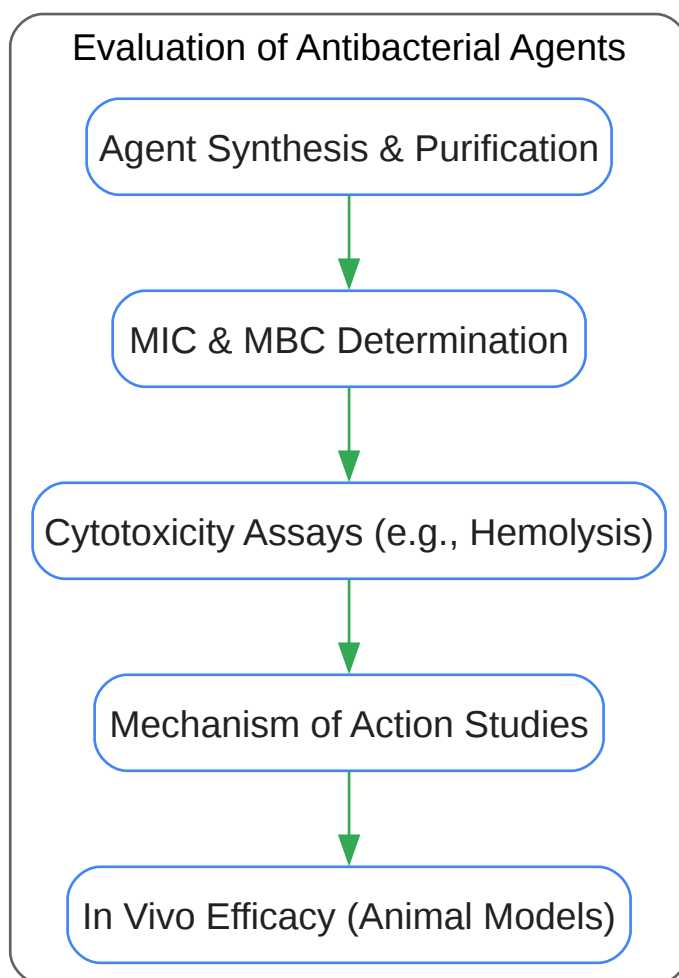 Evaluation of Antibacterial Agents
Agent Synthesis & Purification
MIC & MBC Determination
Cytotoxicity Assays (e.g., Hemolysis)
Mechanism of Action Studies
In Vivo Efficacy (Animal Models)